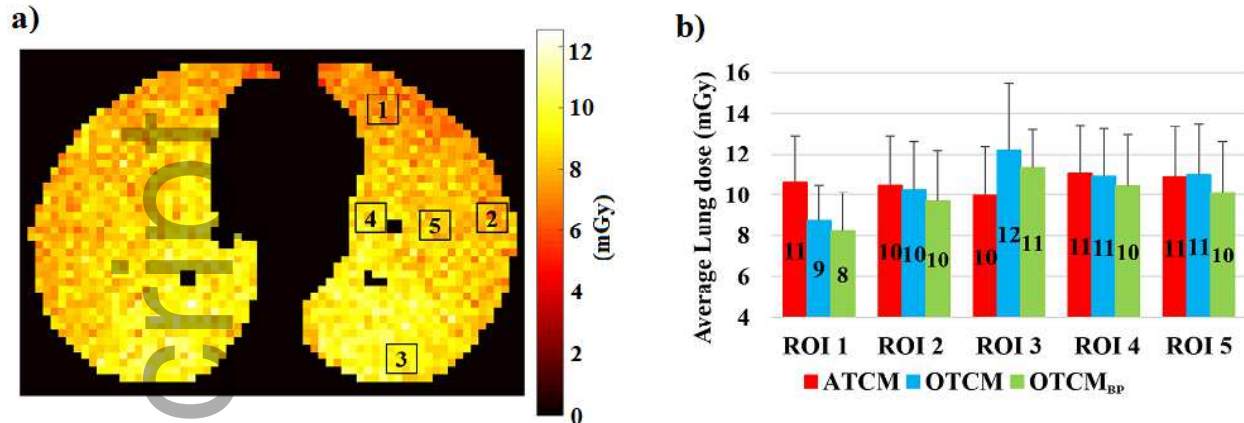 a)
12
10
8
6
4
2
0
(mGy)
1
2
4
5
3
cript
b)
Average Lung dose (mGy)
16
14
12
10
8
6
4
11 9 8
10 10 10
10 12 11
11 11 10
11 11 10
ROI 1 ROI 2 ROI 3 ROI 4 ROI 5
ATCM OTCM OTCM_BP